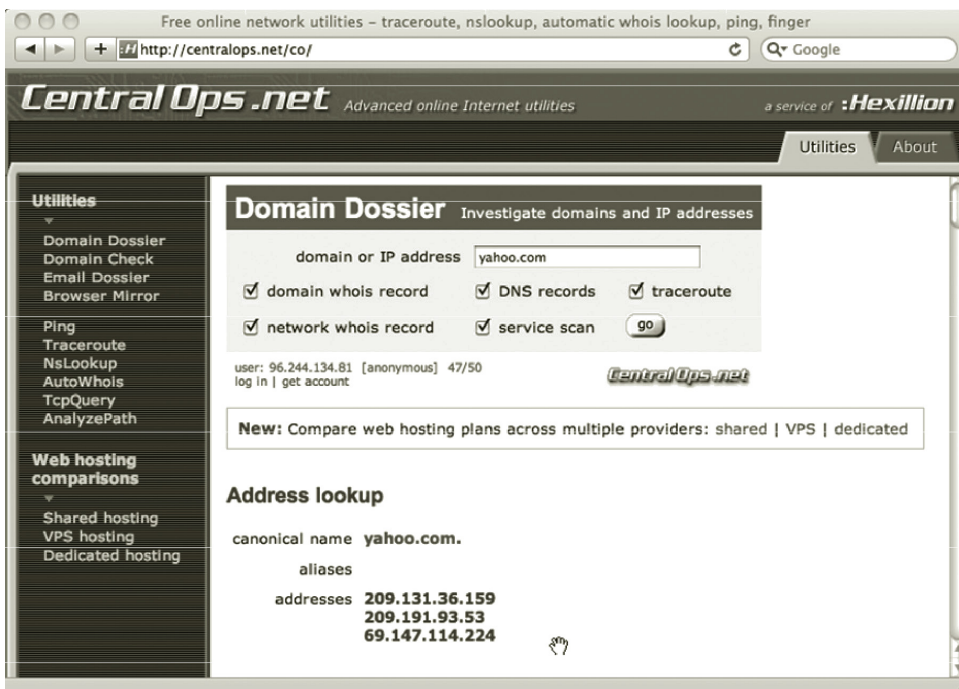 Free online network utilities – traceroute, nslookup, automatic whois lookup, ping, finger
http://centralops.net/co/
Google
Central Ops .net Advanced online Internet utilities
a service of :Hexillion
Utilities About
Utilities
Domain Dossier
Domain Check
Email Dossier
Browser Mirror
Ping
Traceroute
NsLookup
AutoWhois
TcpQuery
AnalyzePath
Web hosting
comparisons
Shared hosting
VPS hosting
Dedicated hosting
Domain Dossier Investigate domains and IP addresses
domain or IP address yahoo.com
domain whois record DNS records traceroute
network whois record service scan go
user: 96.244.134.81 [anonymous] 47/50
log in | get account
CentralOps.net
New: Compare web hosting plans across multiple providers: shared | VPS | dedicated
Address lookup
canonical name yahoo.com.
aliases
addresses 209.131.36.159
209.191.93.53
69.147.114.224